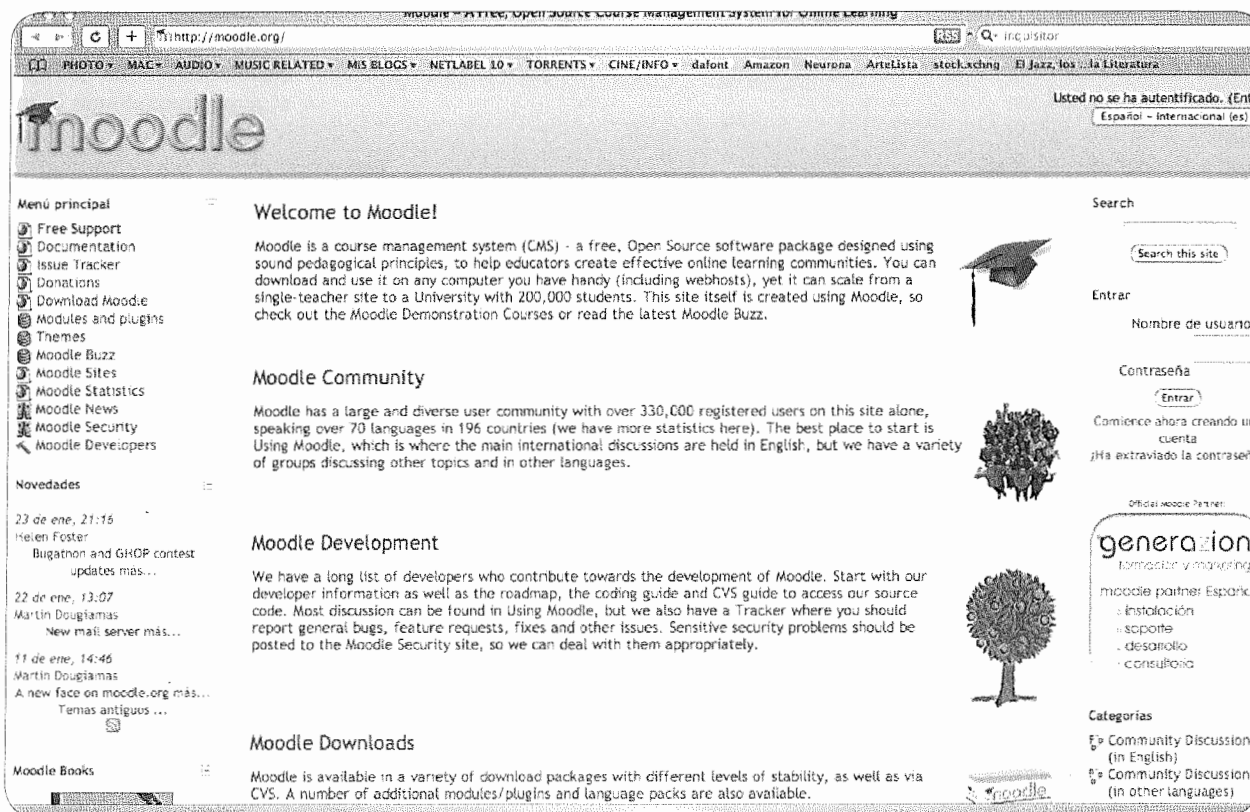 Moodle – A Free, Open Source Course Management System for Online Learning
http://moodle.org/
RSS
inquisitor
PHOTO MAC AUDIO MUSIC RELATED MIS BLOGS NETLABEL 1.0 TORRENTS CINE/INFO dafont Amazon Neurona ArteLista stock.xchng El Jazz, los ...la Literatura
moodle
Usted no se ha autentificado. (Ent
Español - Internacional (es)
Menú principal
Free Support
Documentation
Issue Tracker
Donations
Download Moodle
Modules and plugins
Themes
Moodle Buzz
Moodle Sites
Moodle Statistics
Moodle News
Moodle Security
Moodle Developers
Novedades
23 de ene, 21:16
Helen Foster
Bugathon and GHOP contest
updates más...
22 de ene, 13:07
Martin Dougiamas
New mail server más...
11 de ene, 14:46
Martin Dougiamas
A new face on moodle.org más...
Temas antiguos ...
Moodle Books
Welcome to Moodle!
Moodle is a course management system (CMS) - a free, Open Source software package designed using
sound pedagogical principles, to help educators create effective online learning communities. You can
download and use it on any computer you have handy (including webhosts), yet it can scale from a
single-teacher site to a University with 200,000 students. This site itself is created using Moodle, so
check out the Moodle Demonstration Courses or read the latest Moodle Buzz.
Moodle Community
Moodle has a large and diverse user community with over 330,000 registered users on this site alone,
speaking over 70 languages in 196 countries (we have more statistics here). The best place to start is
Using Moodle, which is where the main international discussions are held in English, but we have a variety
of groups discussing other topics and in other languages.
Moodle Development
We have a long list of developers who contribute towards the development of Moodle. Start with our
developer information as well as the roadmap, the coding guide and CVS guide to access our source
code. Most discussion can be found in Using Moodle, but we also have a Tracker where you should
report general bugs, feature requests, fixes and other issues. Sensitive security problems should be
posted to the Moodle Security site, so we can deal with them appropriately.
Moodle Downloads
Moodle is available in a variety of download packages with different levels of stability, as well as via
CVS. A number of additional modules/plugins and language packs are also available.
moodle
Search
Search this site
Entrar
Nombre de usuario
Contraseña
Entrar
Comience ahora creando un
cuenta
¿Ha extraviado la contraseñ
Official Moodle Partner:
generazion
formación y marketing
moodle partner Españo
instalación
soporte
desarrollo
consultoría
Categorías
Community Discussion
(in English)
Community Discussion
(in other languages)